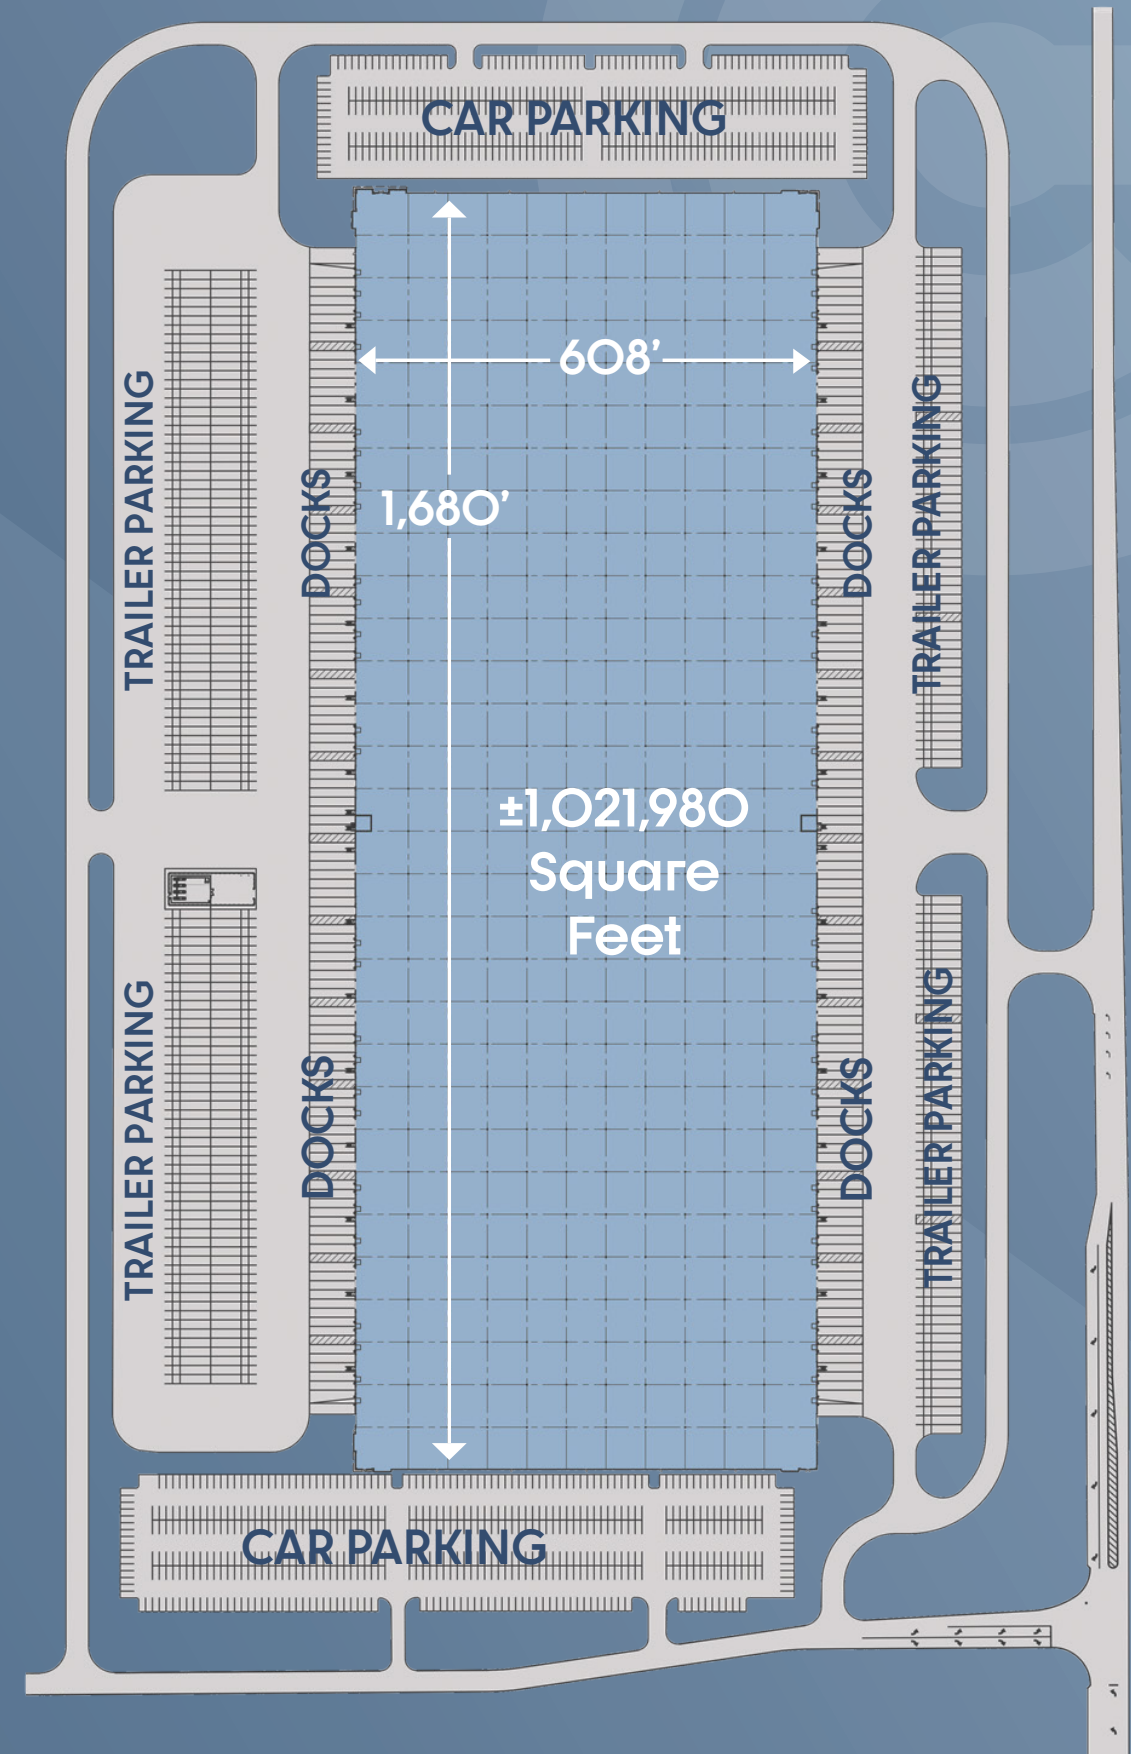 CAR PARKING
608’
1,680’
TRAILER PARKING
DOCKS
DOCKS
TRAILER PARKING
±1,021,980
Square
Feet
TRAILER PARKING
DOCKS
DOCKS
TRAILER PARKING
CAR PARKING